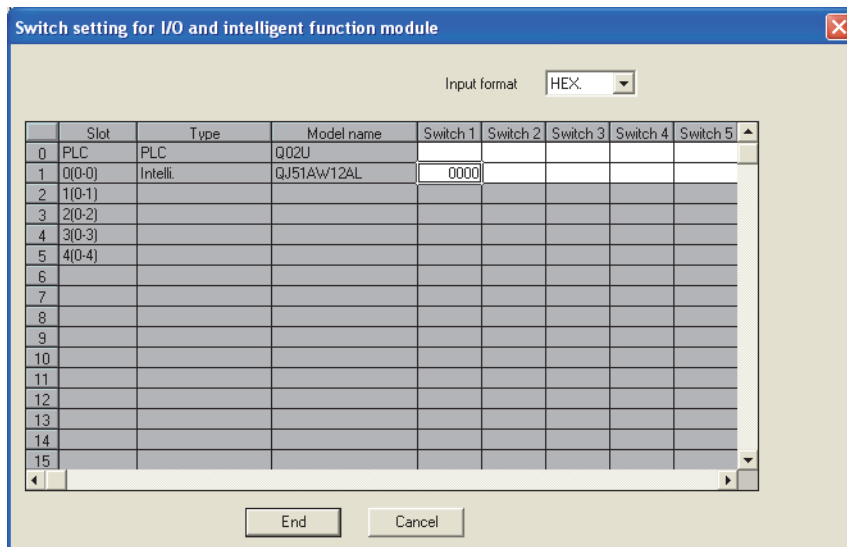 Switch setting for I/O and intelligent function module
Input format HEX.
Slot Type Model name Switch 1 Switch 2 Switch 3 Switch 4 Switch 5
0 PLC PLC Q02U
1 0(0-0) Intelli. QJ51AW12AL 0000
2 1(0-1)
3 2(0-2)
4 3(0-3)
5 4(0-4)
6
7
8
9
10
11
12
13
14
15
End Cancel